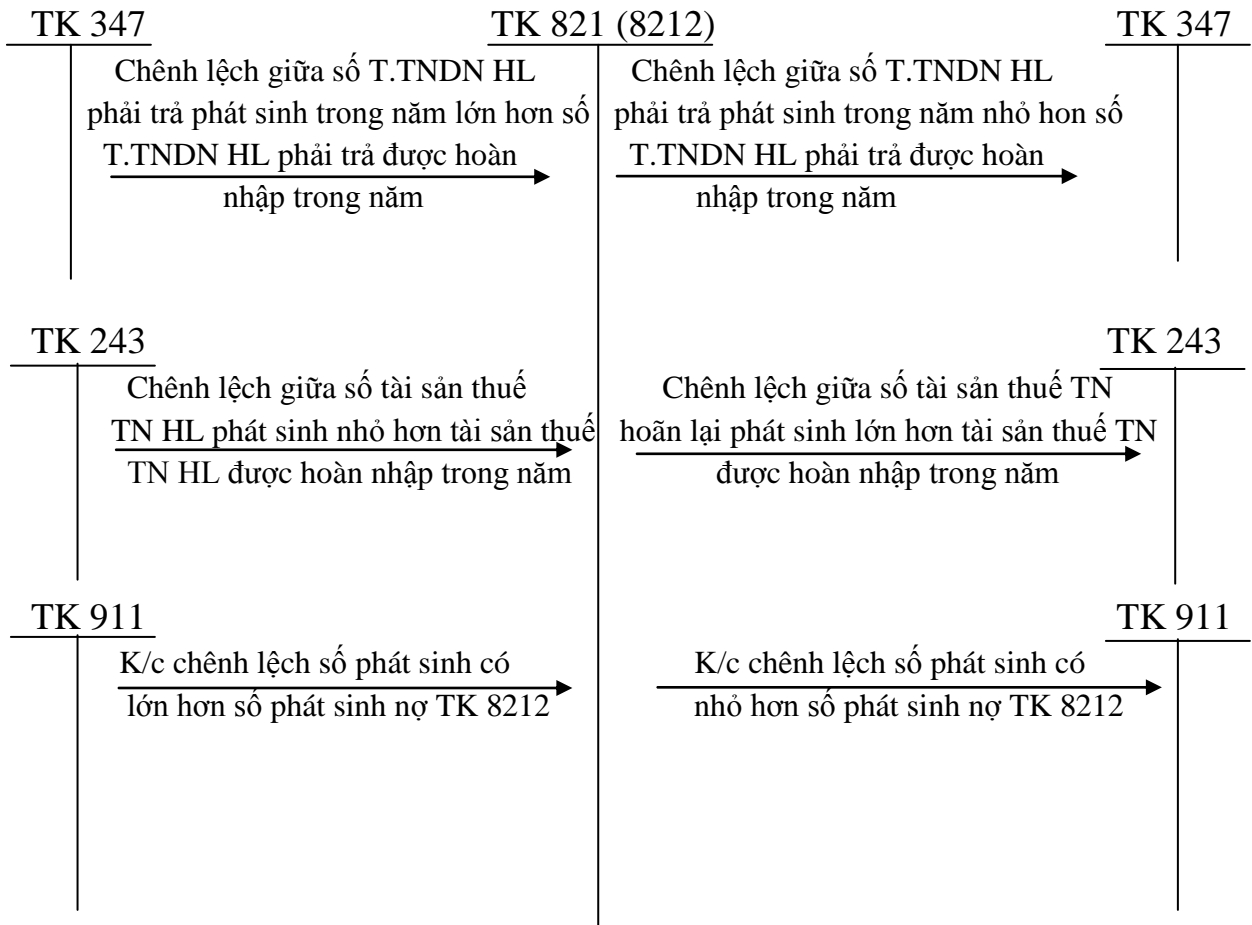 TK 347
TK 821 (8212)
TK 347
Chênh lệch giữa số T.TNDN HL
phải trả phát sinh trong năm lớn hơn số
T.TNDN HL phải trả được hoàn
nhập trong năm
Chênh lệch giữa số T.TNDN HL
phải trả phát sinh trong năm nhỏ hon số
T.TNDN HL phải trả được hoàn
nhập trong năm
TK 243
TK 243
Chênh lệch giữa số tài sản thuế
TN HL phát sinh nhỏ hơn tài sản thuế
TN HL được hoàn nhập trong năm
Chênh lệch giữa số tài sản thuế TN
hoãn lại phát sinh lớn hơn tài sản thuế TN
được hoàn nhập trong năm
TK 911
TK 911
K/c chênh lệch số phát sinh có
lớn hơn số phát sinh nợ TK 8212
K/c chênh lệch số phát sinh có
nhỏ hơn số phát sinh nợ TK 8212